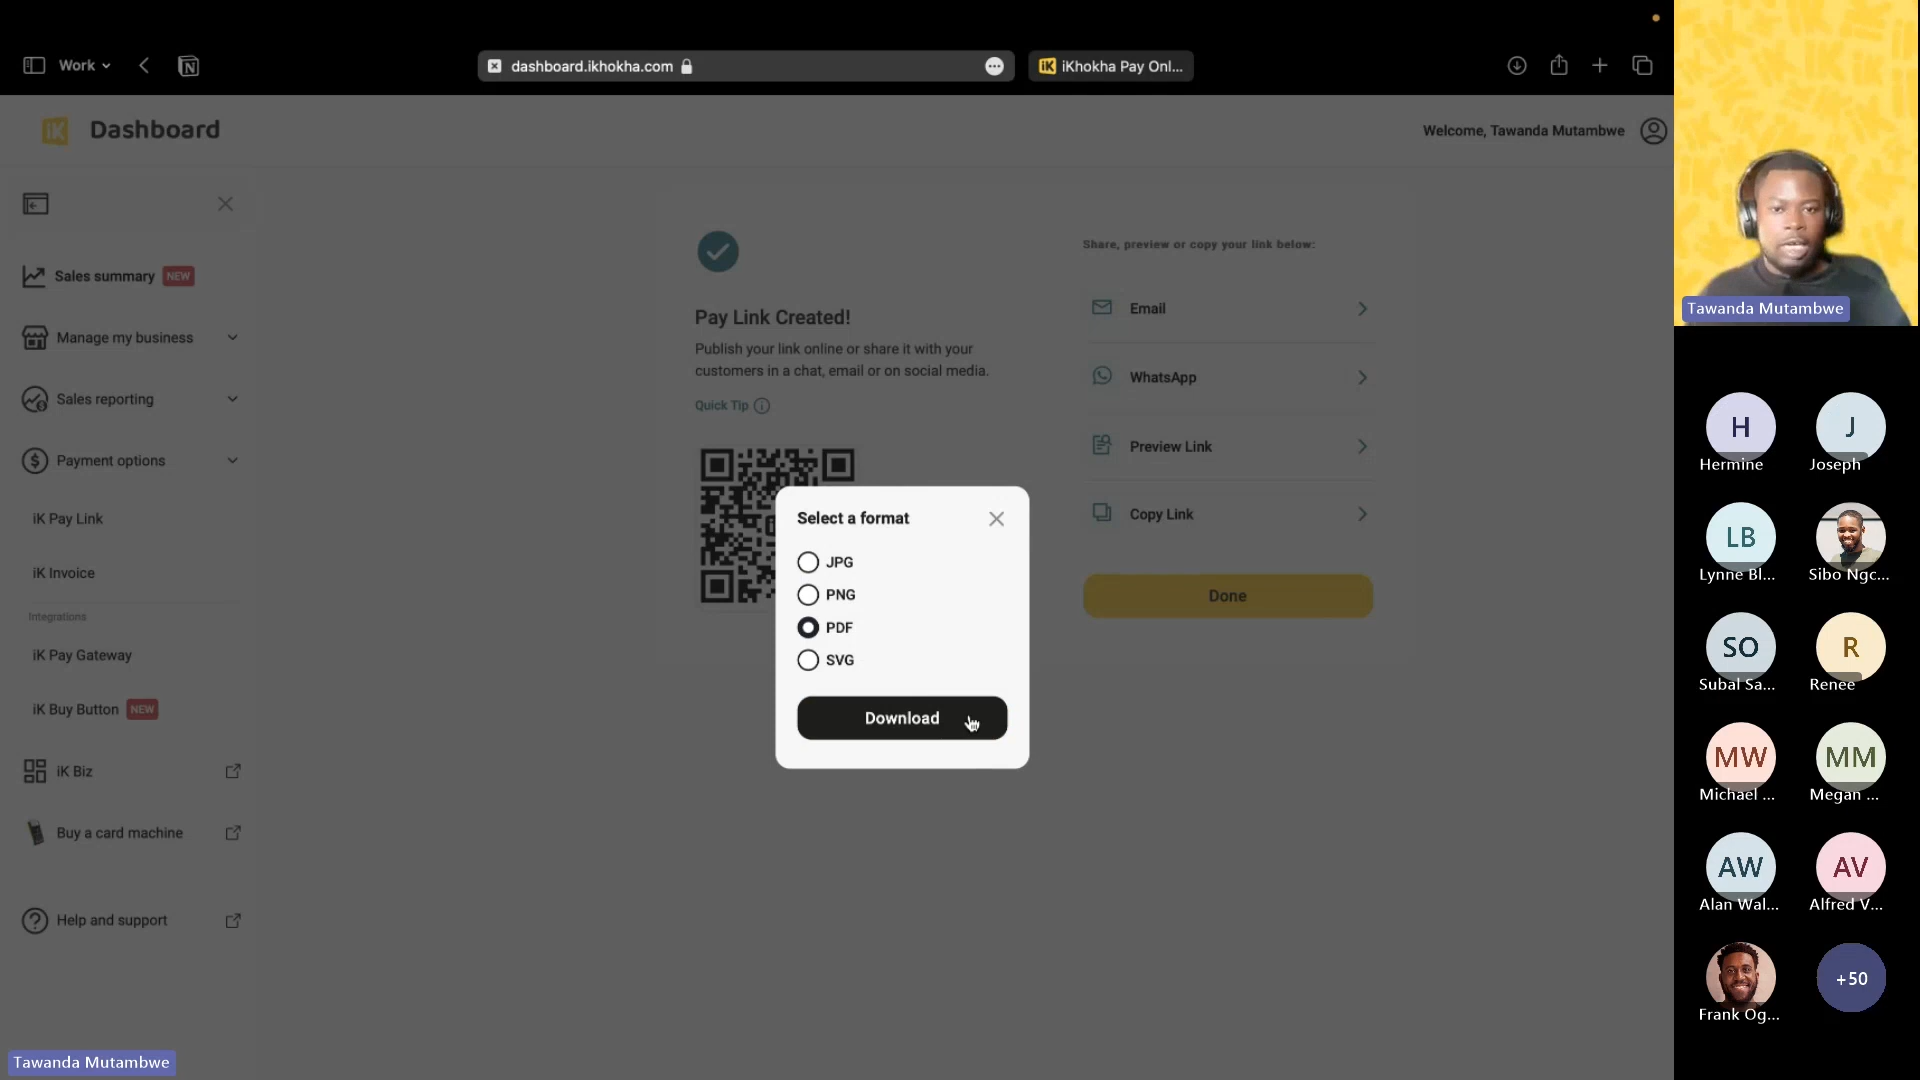 Work
dashboard.ikhokha.com
iK
iKhokha Pay Onl...
iK
Dashboard
Welcome, Tawanda Mutambwe
Sales summary NEW
Manage my business
Sales reporting
Payment options
iK Pay Link
iK Invoice
Integrations
iK Pay Gateway
iK Buy Button NEW
iK Biz
Buy a card machine
Help and support
Pay Link Created!
Publish your link online or share it with your
customers in a chat, email or on social media.
Quick Tip
Share, preview or copy your link below:
Email
WhatsApp
Preview Link
Copy Link
Done
Select a format
JPG
PNG
PDF
SVG
Download
Tawanda Mutambwe
H
Hermine
J
Joseph
LB
Lynne Bl...
Sibo Ngc...
SO
Subal Sa...
R
Renee
MW
Michael ...
MM
Megan ...
AW
Alan Wal...
AV
Alfred V...
Frank Og...
+50
Tawanda Mutambwe